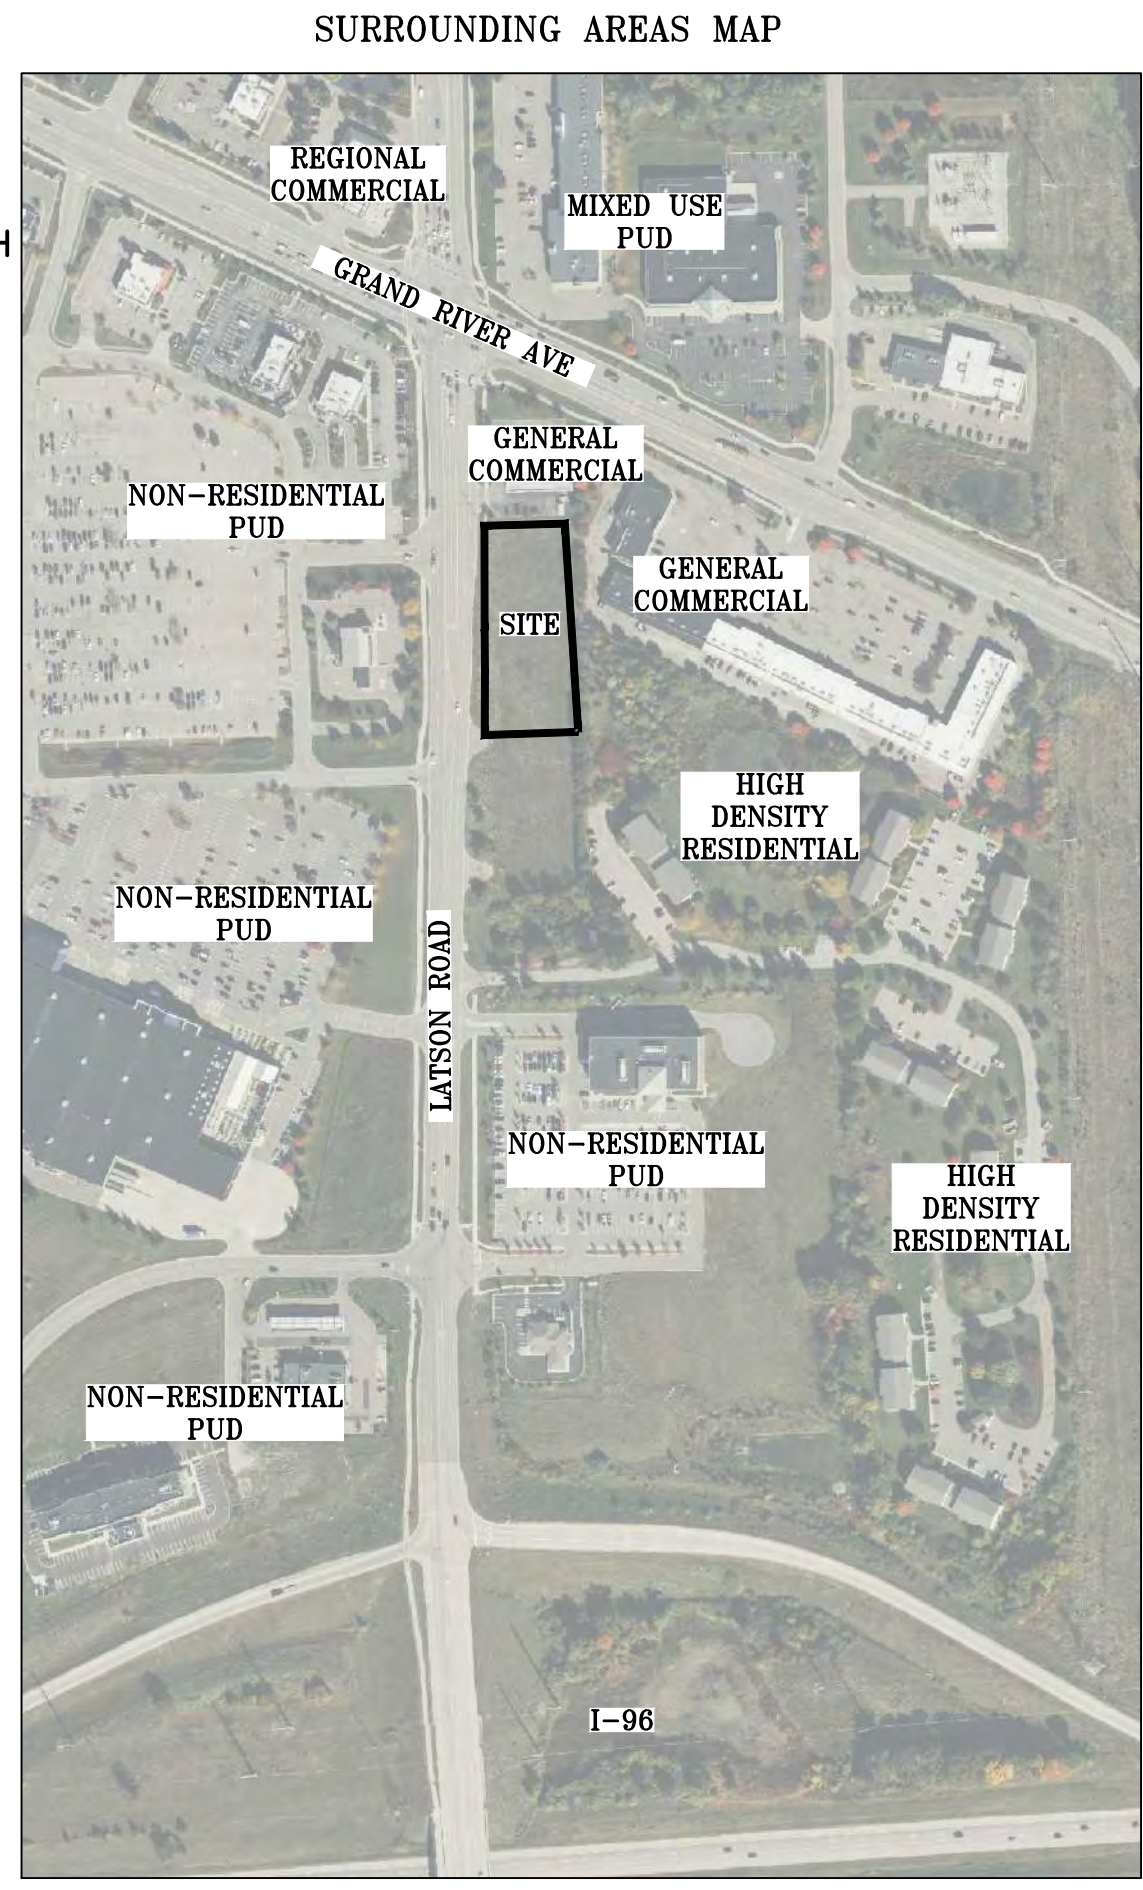 SURROUNDING AREAS MAP
REGIONAL
COMMERCIAL
MIXED USE
PUD
H
GRAND RIVER AVE
GENERAL
COMMERCIAL
NON-RESIDENTIAL
PUD
GENERAL
COMMERCIAL
SITE
HIGH
DENSITY
RESIDENTIAL
NON-RESIDENTIAL
PUD
LATSON ROAD
NON-RESIDENTIAL
PUD
HIGH
DENSITY
RESIDENTIAL
NON-RESIDENTIAL
PUD
I-96